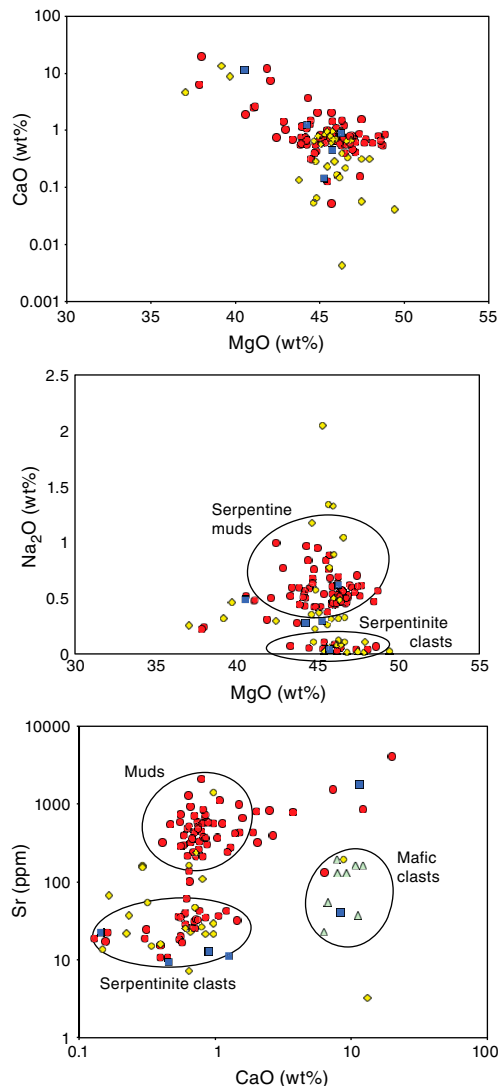 100
10
1
0.1
0.01
0.001
CaO (wt%)
30 35 40 45 50 55
MgO (wt%)
2.5
2
1.5
1
0.5
0
Na2O (wt%)
Serpentine
muds
Serpentinite
clasts
30 35 40 45 50 55
MgO (wt%)
10000
1000
100
10
1
Sr (ppm)
Muds
Mafic
clasts
Serpentinite clasts
0.1 1 10 100
CaO (wt%)